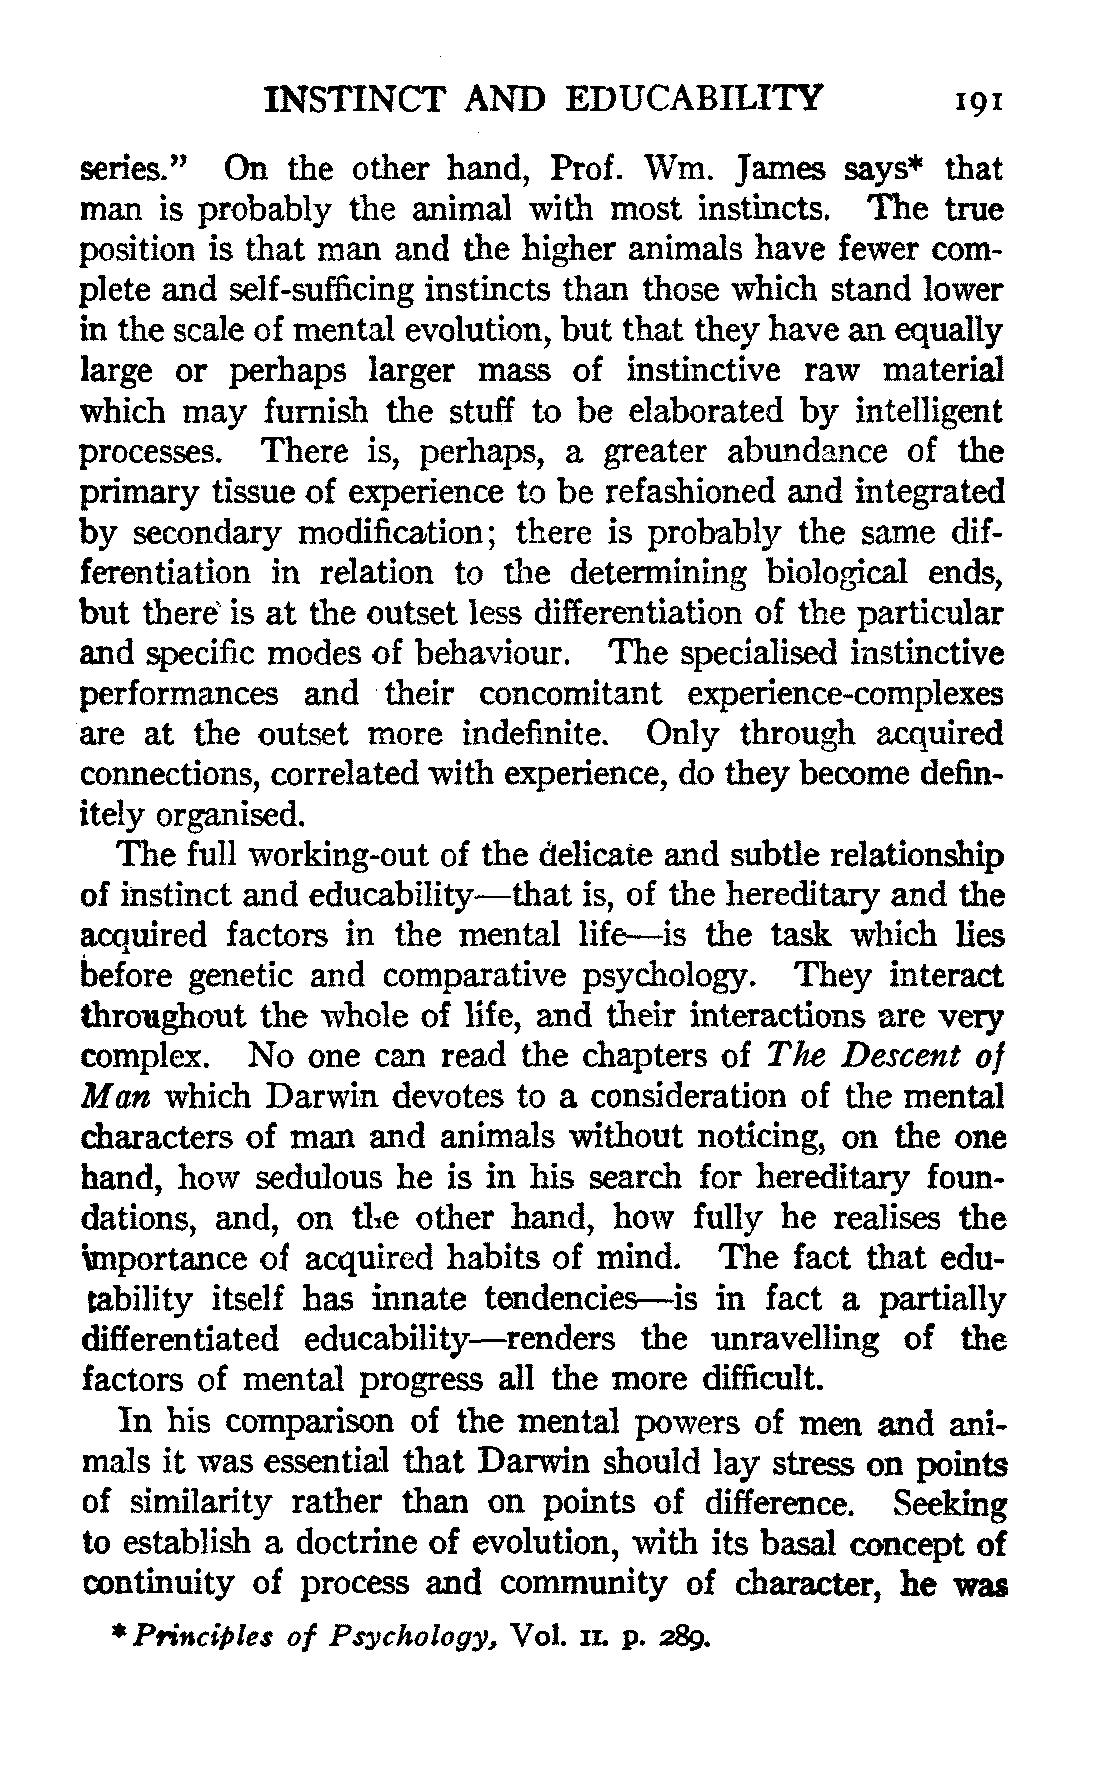 INSTINCT AND EDUCABILITY 191
series.” On the other hand, Prof. Wm. James says* that
man is probably the animal with most instincts. The true
position is that man and the higher animals have fewer com-
plete and self-sufficing instincts than those which stand lower
in the scale of mental evolution, but that they have an equally
large or perhaps larger mass of instinctive raw material
which may furnish the stuff to be elaborated by intelligent
processes. There is, perhaps, a greater abundance of the
primary tissue of experience to be refashioned and integrated
by secondary modification; there is probably the same dif-
ferentiation in relation to the determining biological ends,
but there is at the outset less differentiation of the particular
and specific modes of behaviour. The specialised instinctive
performances and their concomitant experience-complexes
are at the outset more indefinite. Only through acquired
connections, correlated with experience, do they become defin-
itely organised.
The full working-out of the delicate and subtle relationship
of instinct and educability—that is, of the hereditary and the
acquired factors in the mental life—is the task which lies
before genetic and comparative psychology. They interact
throughout the whole of life, and their interactions are very
complex. No one can read the chapters of The Descent of
Man which Darwin devotes to a consideration of the mental
characters of man and animals without noticing, on the one
hand, how sedulous he is in his search for hereditary foun-
dations, and, on the other hand, how fully he realises the
importance of acquired habits of mind. The fact that edu-
cability itself has innate tendencies—is in fact a partially
differentiated educability—renders the unravelling of the
factors of mental progress all the more difficult.
In his comparison of the mental powers of men and ani-
mals it was essential that Darwin should lay stress on points
of similarity rather than on points of difference. Seeking
to establish a doctrine of evolution, with its basal concept of
continuity of process and community of character, he was
* Principles of Psychology, Vol. II. p. 289.